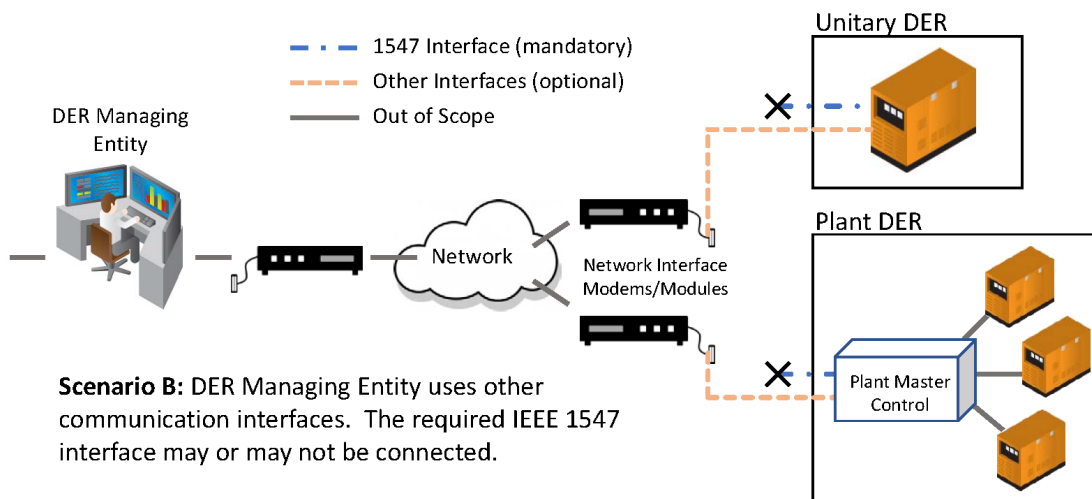 Unitary DER
1547 Interface (mandatory)
Other Interfaces (optional)
Out of Scope
DER Managing
Entity
Plant DER
Network
Network Interface
Modems/Modules
Plant Master
Control
Scenario B: DER Managing Entity uses other
communication interfaces. The required IEEE 1547
interface may or may not be connected.